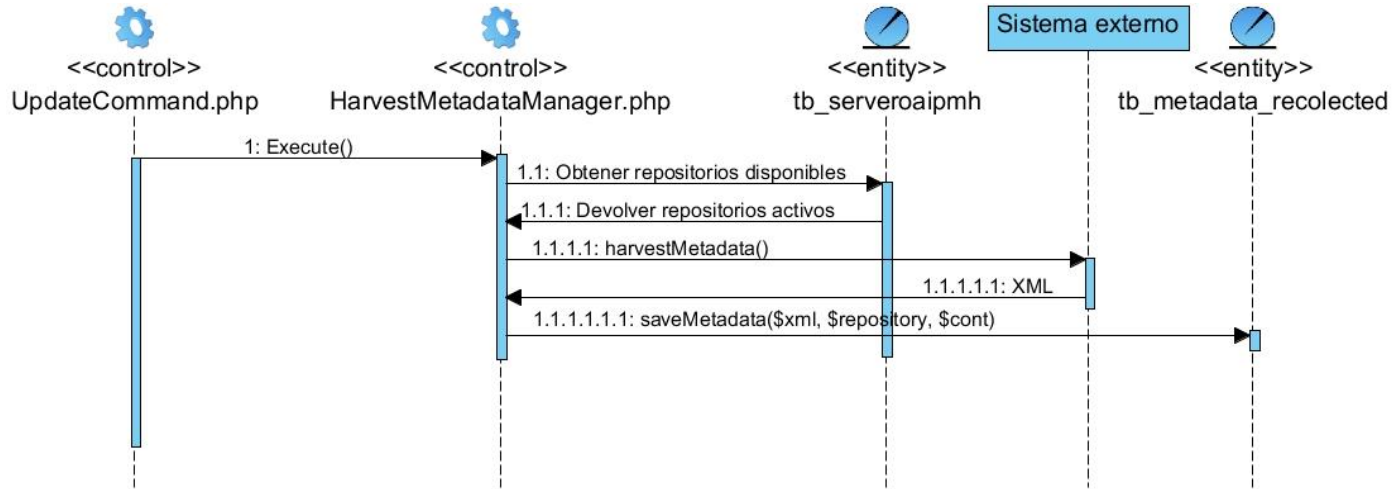 Sistema externo
<<control>>
UpdateCommand.php
<<control>>
HarvestMetadataManager.php
<<entity>>
tb_serveroaipmh
<<entity>>
tb_metadata_recolected
1: Execute()
1.1: Obtener repositorios disponibles
1.1.1: Devolver repositorios activos
1.1.1.1: harvestMetadata()
1.1.1.1.1: XML
1.1.1.1.1.1: saveMetadata($xml, $repository, $cont)